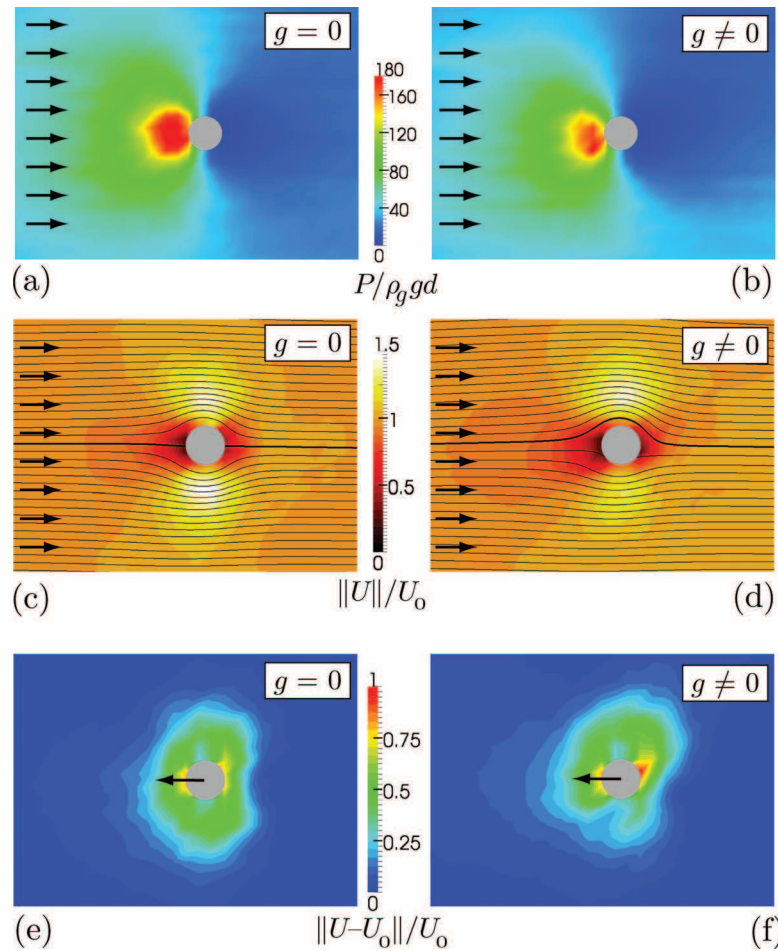 g = 0
g ≠ 0
180
160
120
80
40
0
(a)
P/ρ_g gd
(b)
g = 0
g ≠ 0
1.5
1
0.5
0
(c)
‖U‖/U_o
(d)
g = 0
g ≠ 0
1
0.75
0.5
0.25
0
(e)
‖U–U_o‖/U_o
(f)